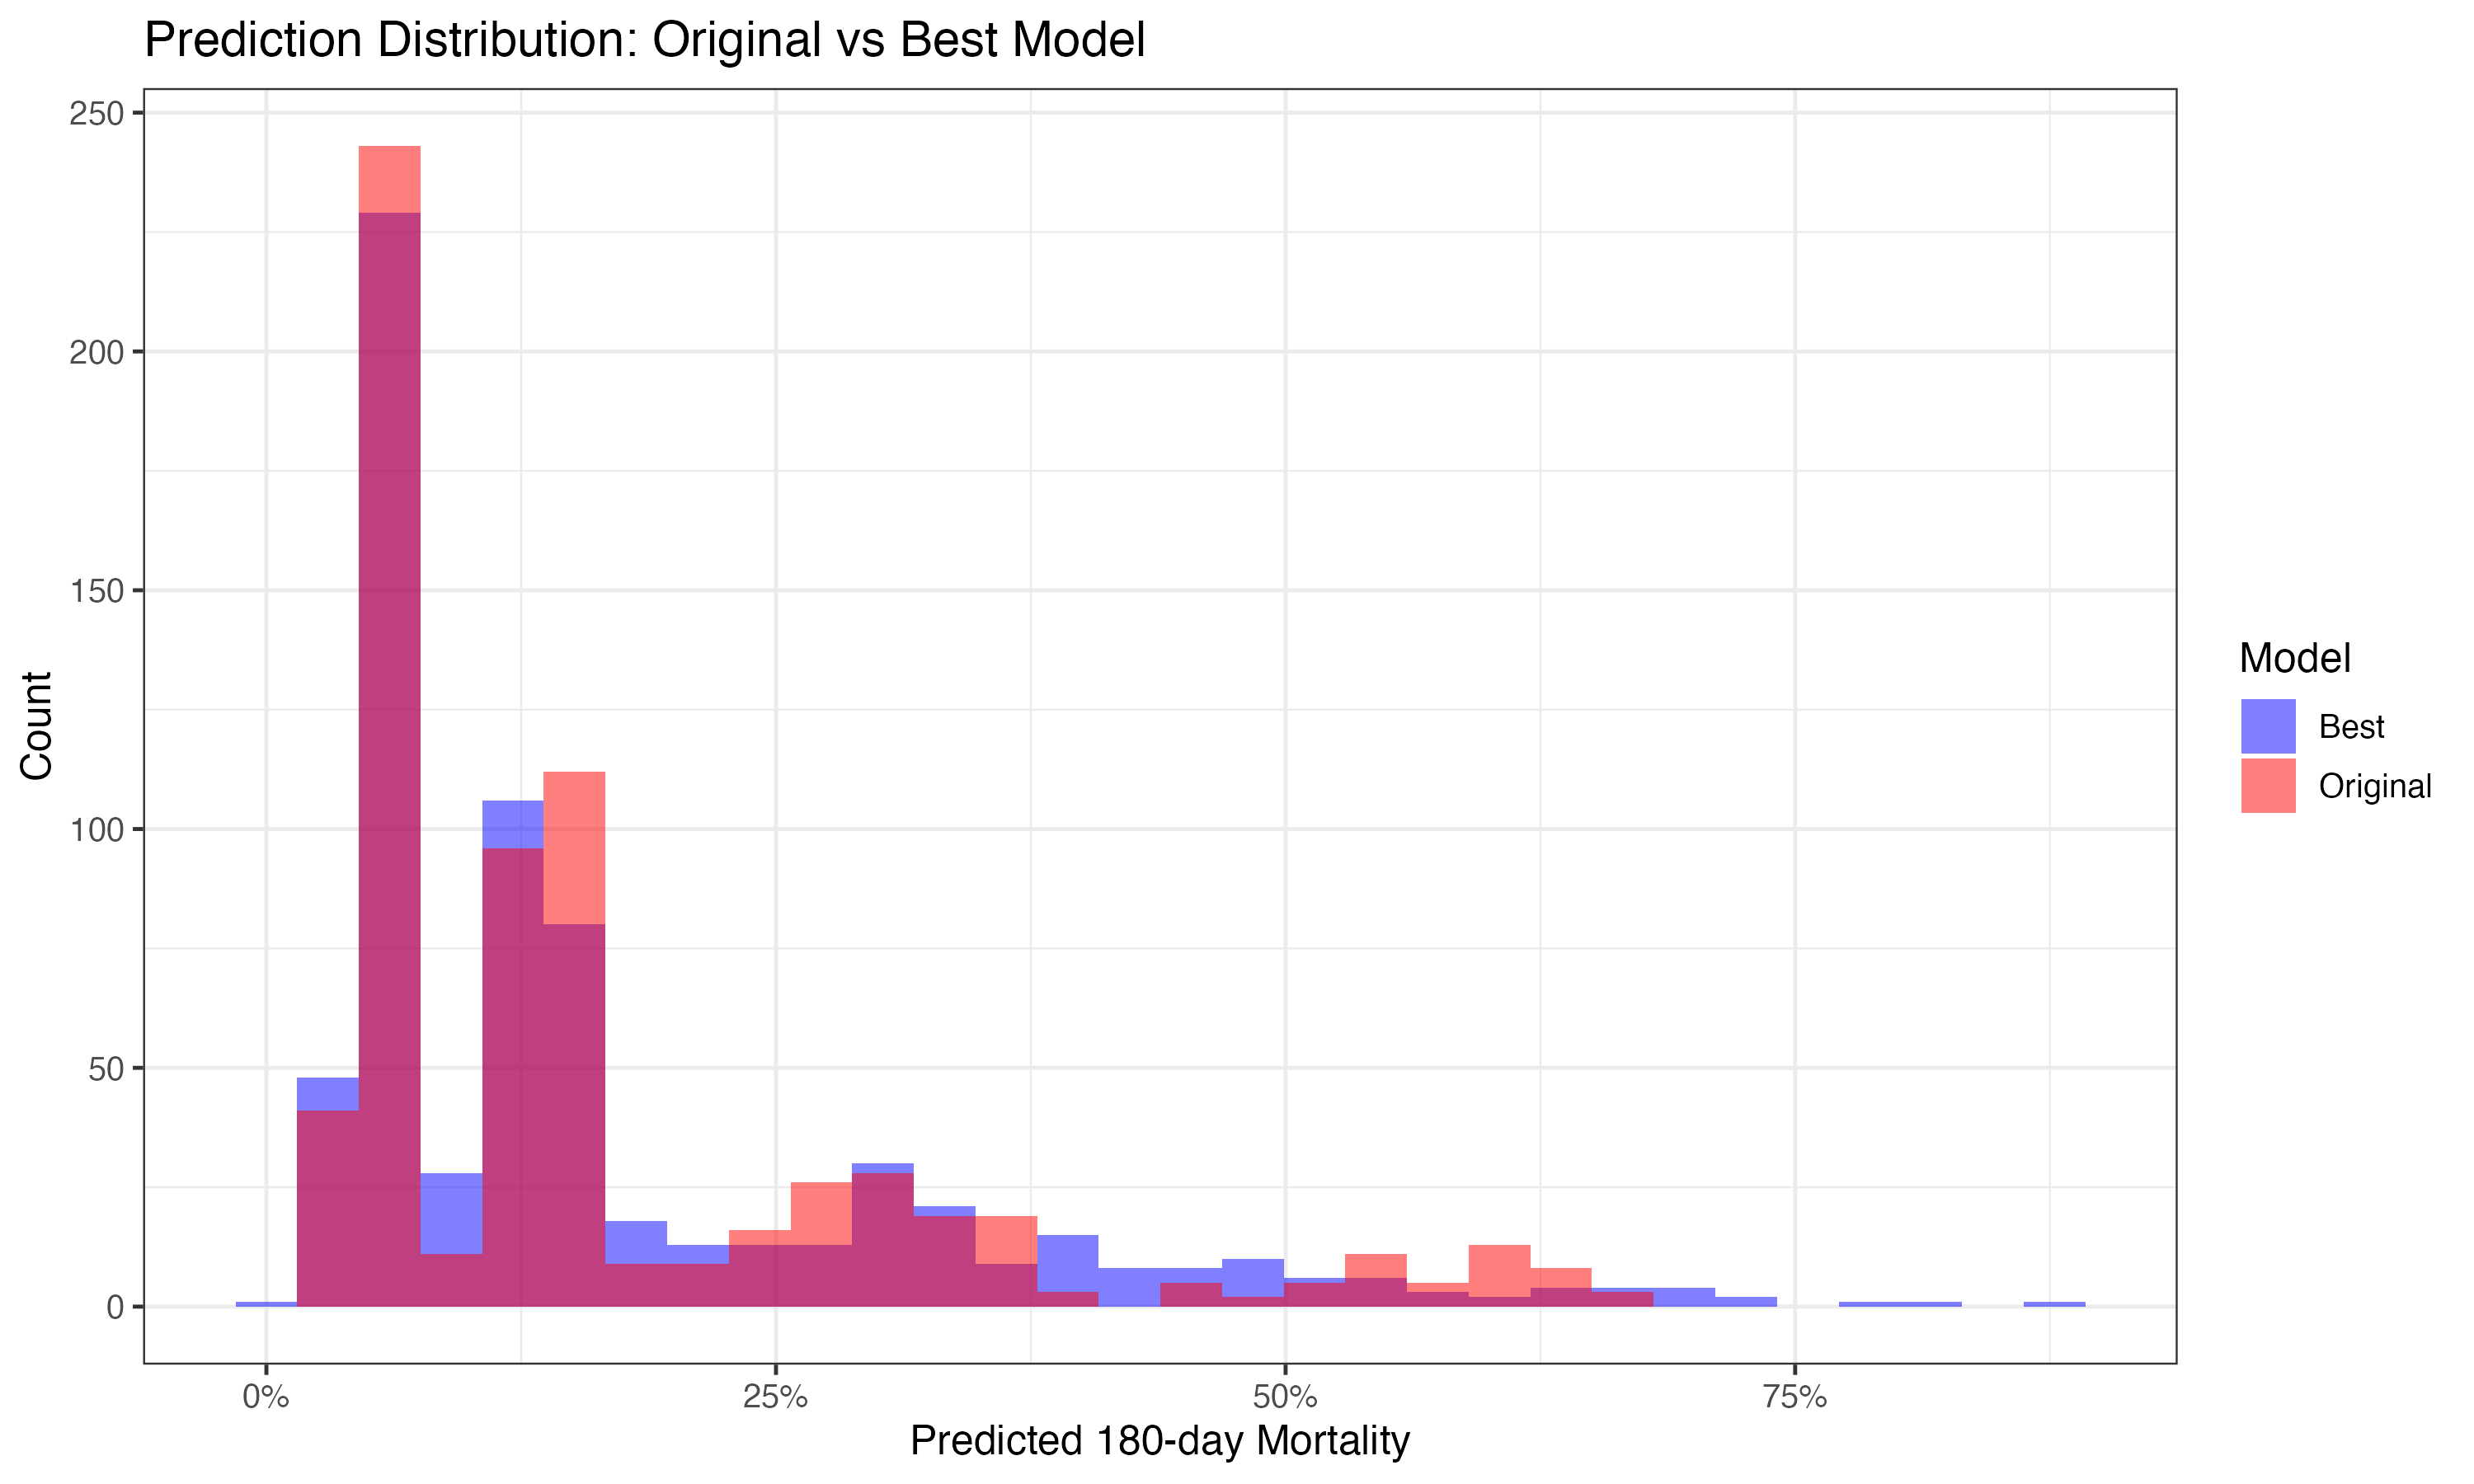 Prediction Distribution: Original vs Best Model
250
200
150
100
50
0
Count
0%
25%
50%
75%
Predicted 180-day Mortality
Model
Best
Original